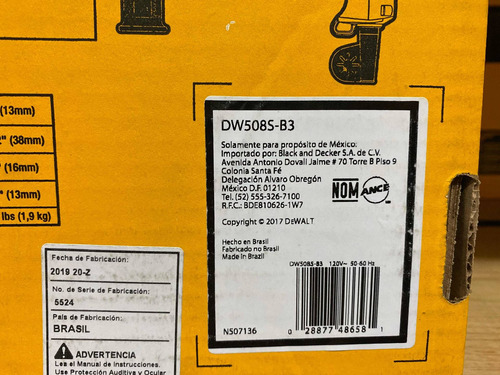 (13mm)
" (38mm)
" (16mm)
" (13mm)
lbs (1,9 kg)
DW508S-B3
Solamente para propósito de México:
Importado por: Black and Decker S.A. de C.V.
Avenida Antonio Dovali Jaime # 70 Torre B Piso 9
Colonia Santa Fé
Delegación Alvaro Obregón
México D.F. 01210
Tel. (52) 555-326-7100
R.F.C.: BDE810626-1W7
NOM ANCE
Copyright © 2017 DeWALT
Hecho en Brasil
Fabricado no Brasil
Made in Brazil
DW508S-B3 120V~ 50-60 Hz
N507136
0 28877 48658 1
Fecha de Fabricación:
2019 20-Z
No. de Serie de Fabricación:
5524
País de Fabricación:
BRASIL
ADVERTENCIA
Lea el Manual de Instrucciones.
Use Protección Auditiva y Ocular